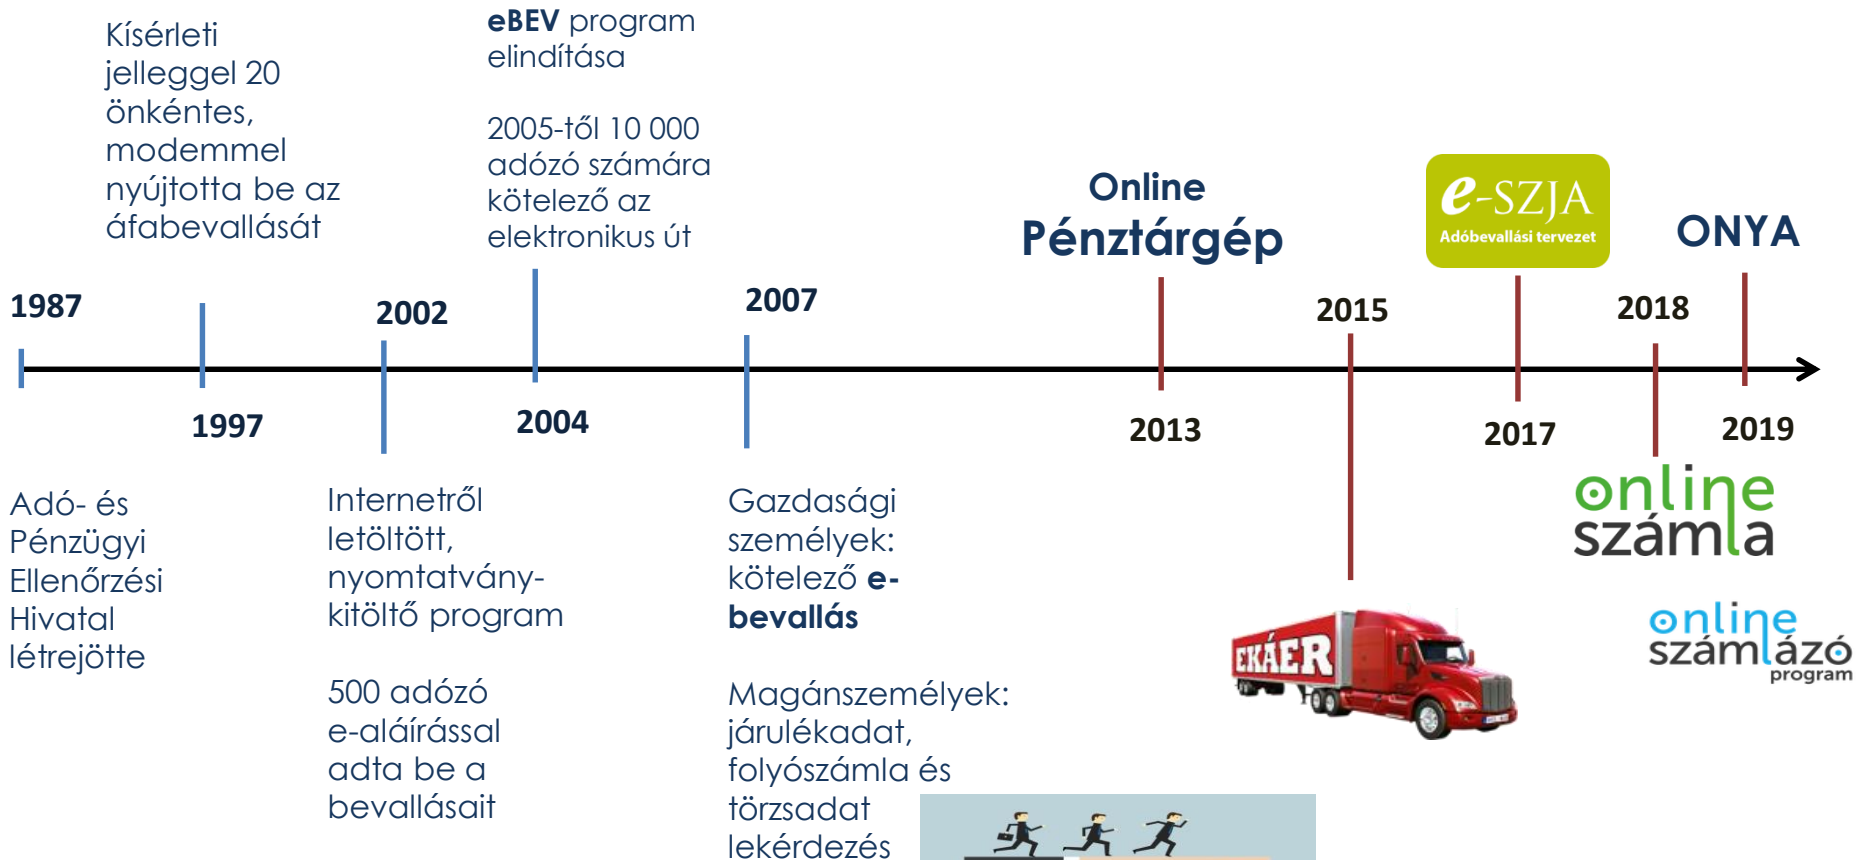 Kísérleti
jelleggel 20
önkéntes,
modemmel
nyújtotta be az
áfabevallását
eBEV program
elindítása
2005-től 10 000
adózó számára
kötelező az
elektronikus út
Online
Pénztárgép
e-SZJA
Adóbevallási tervezet
ONYA
1987
2002
2007
2015
2018
1997
2004
2013
2017
2019
Adó- és
Pénzügyi
Ellenőrzési
Hivatal
létrejötte
Internetről
letöltött,
nyomtatvány-
kitöltő program
500 adózó
e-aláírással
adta be a
bevallásait
Gazdasági
személyek:
kötelező e-
bevallás
Magánszemélyek:
járulékadat,
folyószámla és
törzsadat
lekérdezés
EKÁER
online
számla
online
számlázó
program